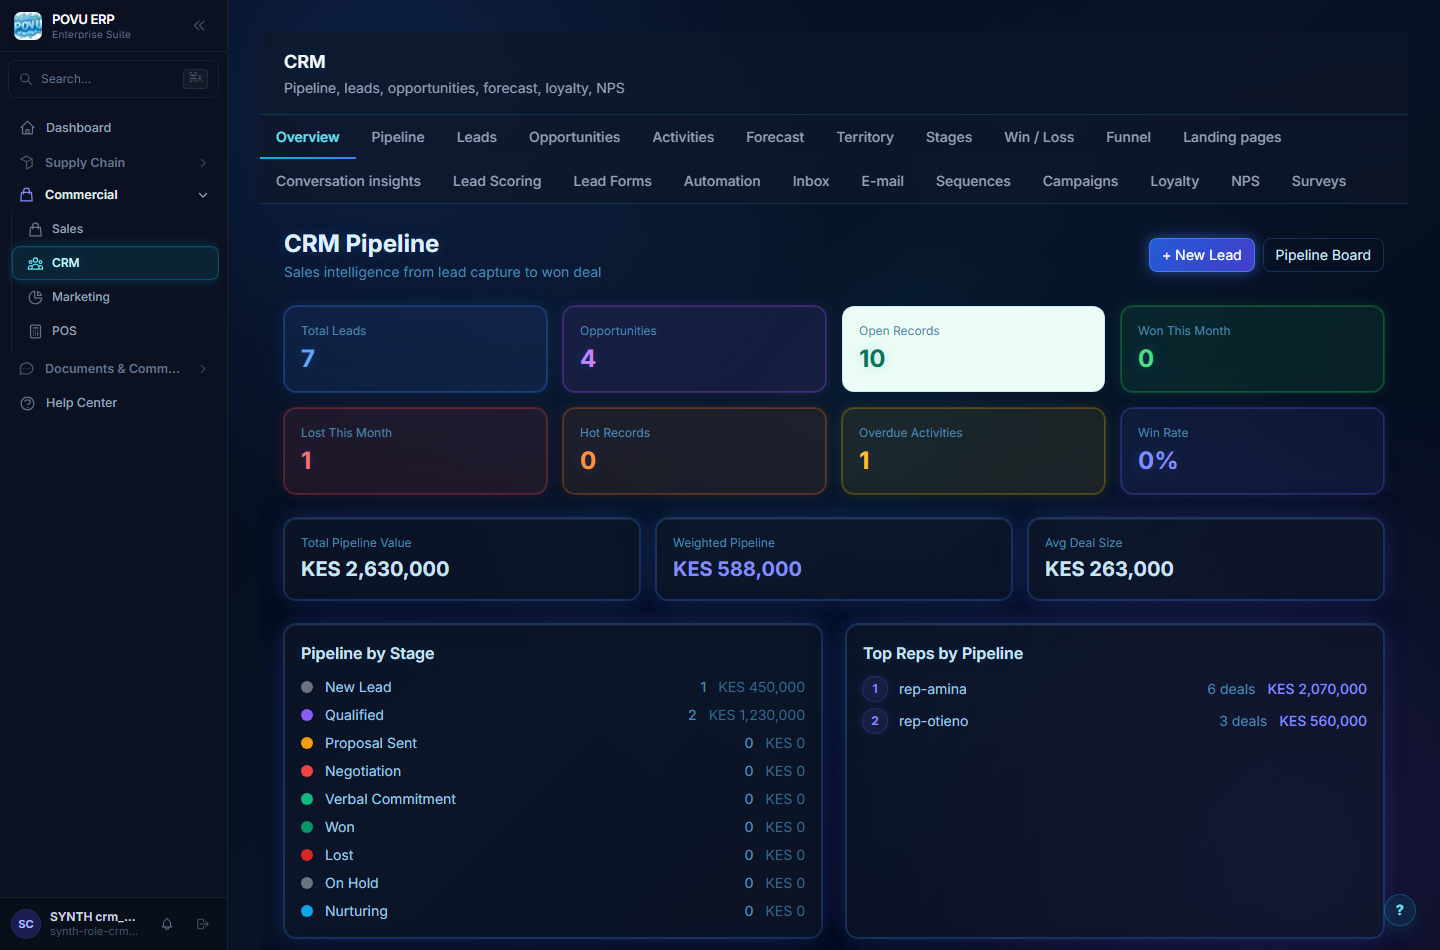 POVU
POVU ERP
Enterprise Suite
Search...
⌘K
Dashboard
Supply Chain
Commercial
Sales
CRM
Marketing
POS
Documents & Comm...
Help Center
SC
SYNTH crm_...
synth-role-crm...
CRM
Pipeline, leads, opportunities, forecast, loyalty, NPS
Overview Pipeline Leads Opportunities Activities Forecast Territory Stages Win / Loss Funnel Landing pages
Conversation insights Lead Scoring Lead Forms Automation Inbox E-mail Sequences Campaigns Loyalty NPS Surveys
CRM Pipeline
Sales intelligence from lead capture to won deal
+ New Lead
Pipeline Board
Total Leads
7
Opportunities
4
Open Records
10
Won This Month
0
Lost This Month
1
Hot Records
0
Overdue Activities
1
Win Rate
0%
Total Pipeline Value
KES 2,630,000
Weighted Pipeline
KES 588,000
Avg Deal Size
KES 263,000
Pipeline by Stage
New Lead 1 KES 450,000
Qualified 2 KES 1,230,000
Proposal Sent 0 KES 0
Negotiation 0 KES 0
Verbal Commitment 0 KES 0
Won 0 KES 0
Lost 0 KES 0
On Hold 0 KES 0
Nurturing 0 KES 0
Top Reps by Pipeline
1 rep-amina 6 deals KES 2,070,000
2 rep-otieno 3 deals KES 560,000
?